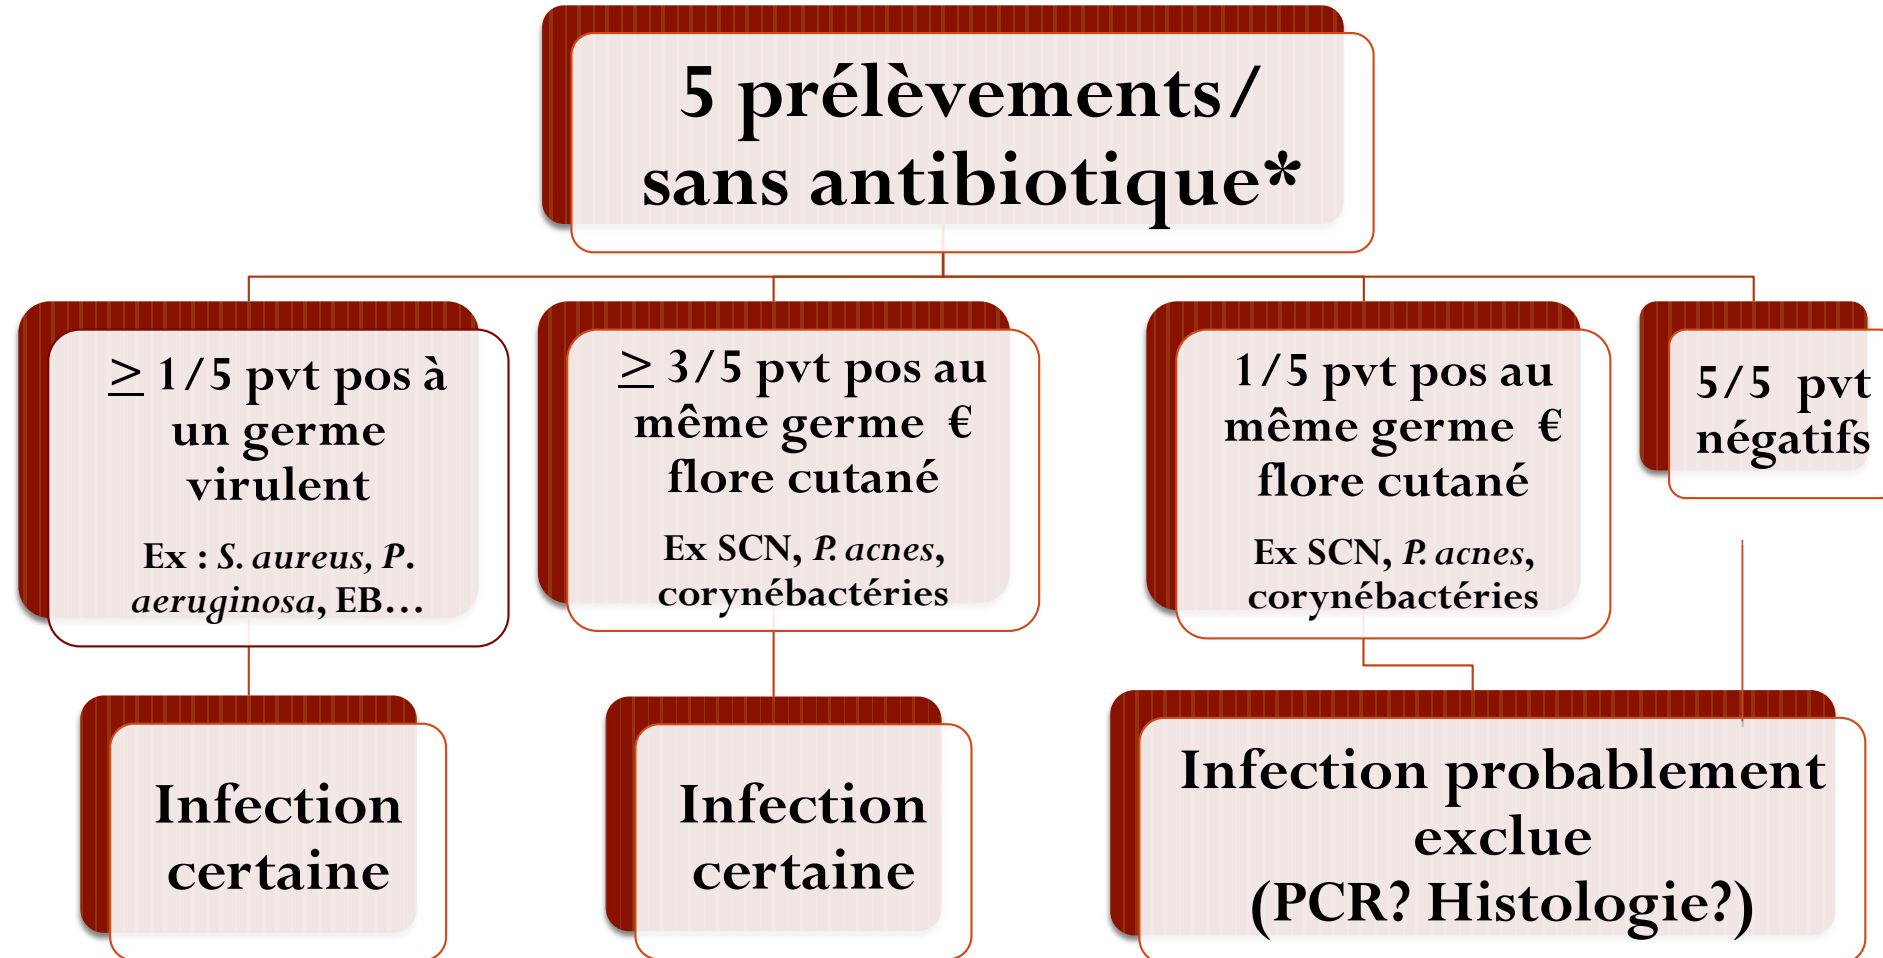 5 prélèvements/
sans antibiotique*
≥ 1/5 pvt pos à
un germe
virulent
Ex : S. aureus, P.
aeruginosa, EB…
≥ 3/5 pvt pos au
même germe €
flore cutané
Ex SCN, P. acnes,
corynébactéries
1/5 pvt pos au
même germe €
flore cutané
Ex SCN, P. acnes,
corynébactéries
5/5 pvt
négatifs
Infection
certaine
Infection
certaine
Infection probablement
exclue
(PCR? Histologie?)